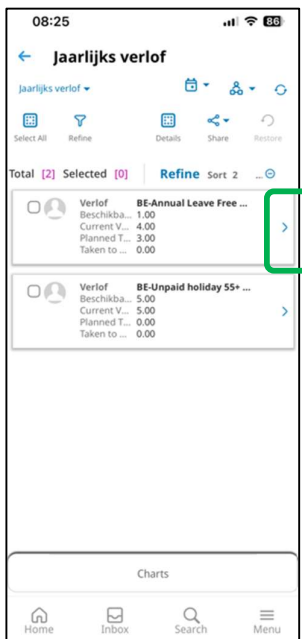 08:25 86
Jaarlijks verlof
Jaarlijks verlof
Select All Refine Details Share Restore
Total [2] Selected [0] Refine Sort 2 ...
Verlof BE-Annual Leave Free ...
Beschikba... 1.00
Current V... 4.00
Planned T... 3.00
Taken to ... 0.00
Verlof BE-Unpaid holiday 55+ ...
Beschikba... 5.00
Current V... 5.00
Planned T... 0.00
Taken to ... 0.00
Charts
Home Inbox Search Menu